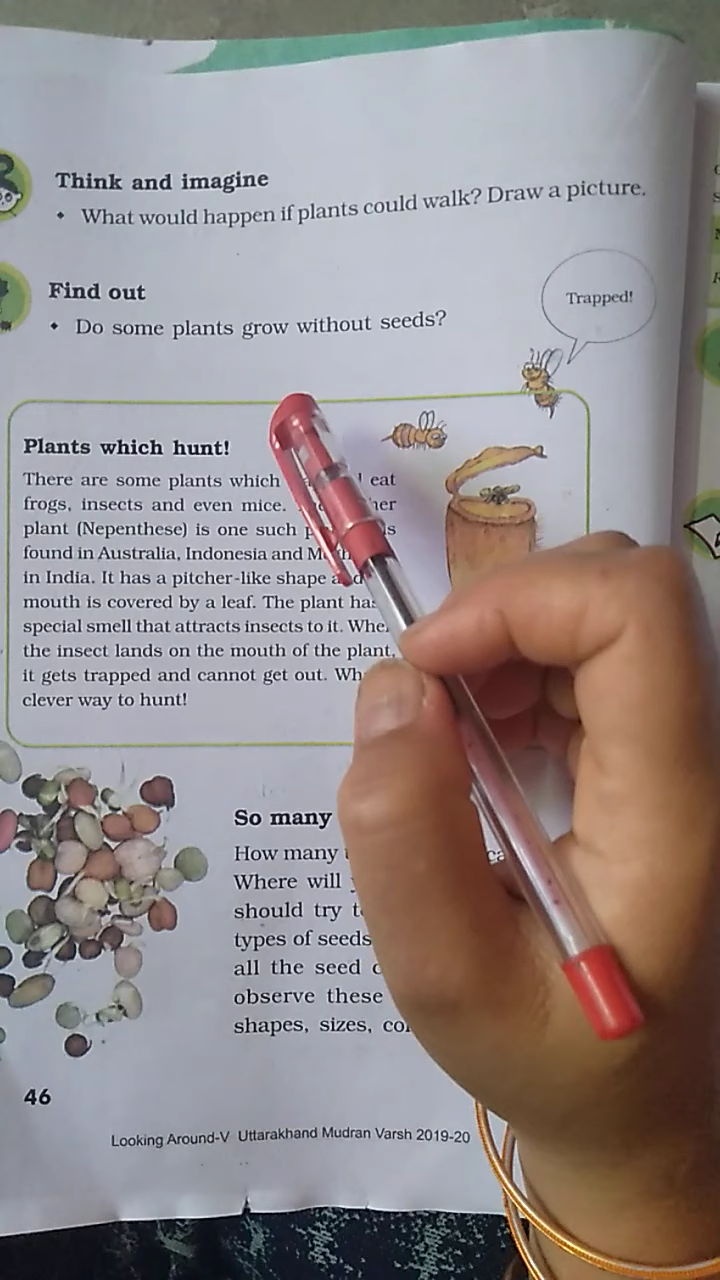 Think and imagine
• What would happen if plants could walk? Draw a picture.
Find out
• Do some plants grow without seeds?
Trapped!
Plants which hunt!
There are some plants which eat
frogs, insects and even mice.
plant (Nepenthese) is one such
found in Australia, Indonesia and
in India. It has a pitcher-like shape
mouth is covered by a leaf. The plant
special smell that attracts insects to it.
the insect lands on the mouth of the plant,
it gets trapped and cannot get out.
clever way to hunt!
So many
How many
Where will
should try
types of seeds
all the seed
observe these
shapes, sizes,
46
Looking Around-V Uttarakhand Mudran Varsh 2019-20